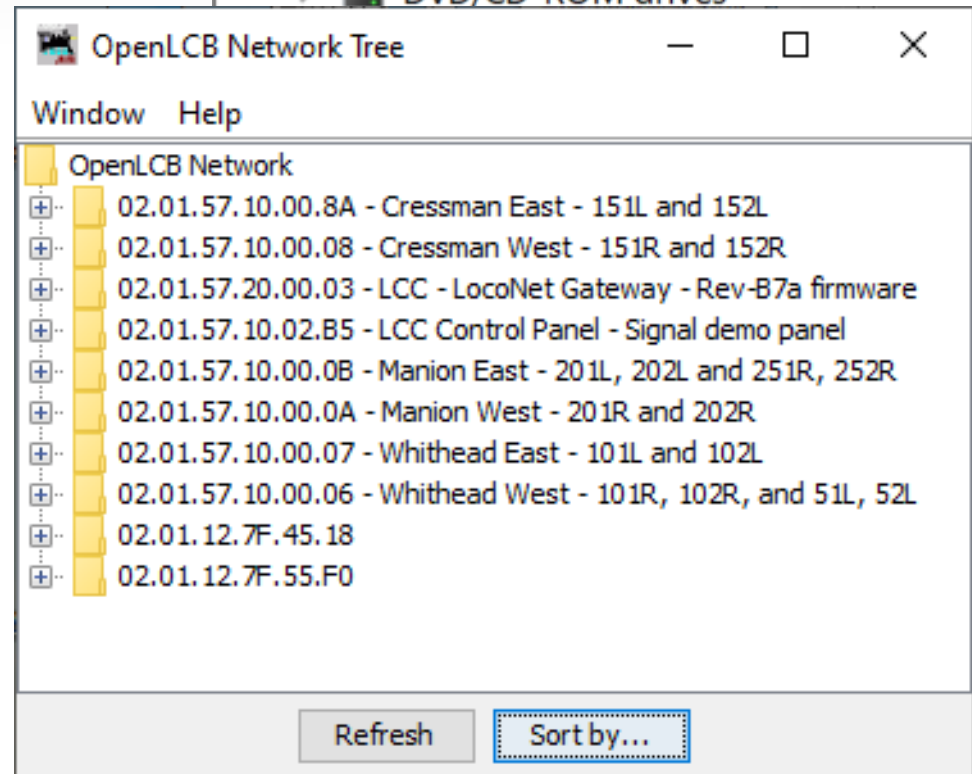 DVD/CD-ROM drives
OpenLCB Network Tree
Window Help
OpenLCB Network
02.01.57.10.00.8A - Cressman East - 151L and 152L
02.01.57.10.00.08 - Cressman West - 151R and 152R
02.01.57.20.00.03 - LCC - LocoNet Gateway - Rev-B7a firmware
02.01.57.10.02.B5 - LCC Control Panel - Signal demo panel
02.01.57.10.00.0B - Manion East - 201L, 202L and 251R, 252R
02.01.57.10.00.0A - Manion West - 201R and 202R
02.01.57.10.00.07 - Whithead East - 101L and 102L
02.01.57.10.00.06 - Whithead West - 101R, 102R, and 51L, 52L
02.01.12.7F.45.18
02.01.12.7F.55.F0
Refresh Sort by...